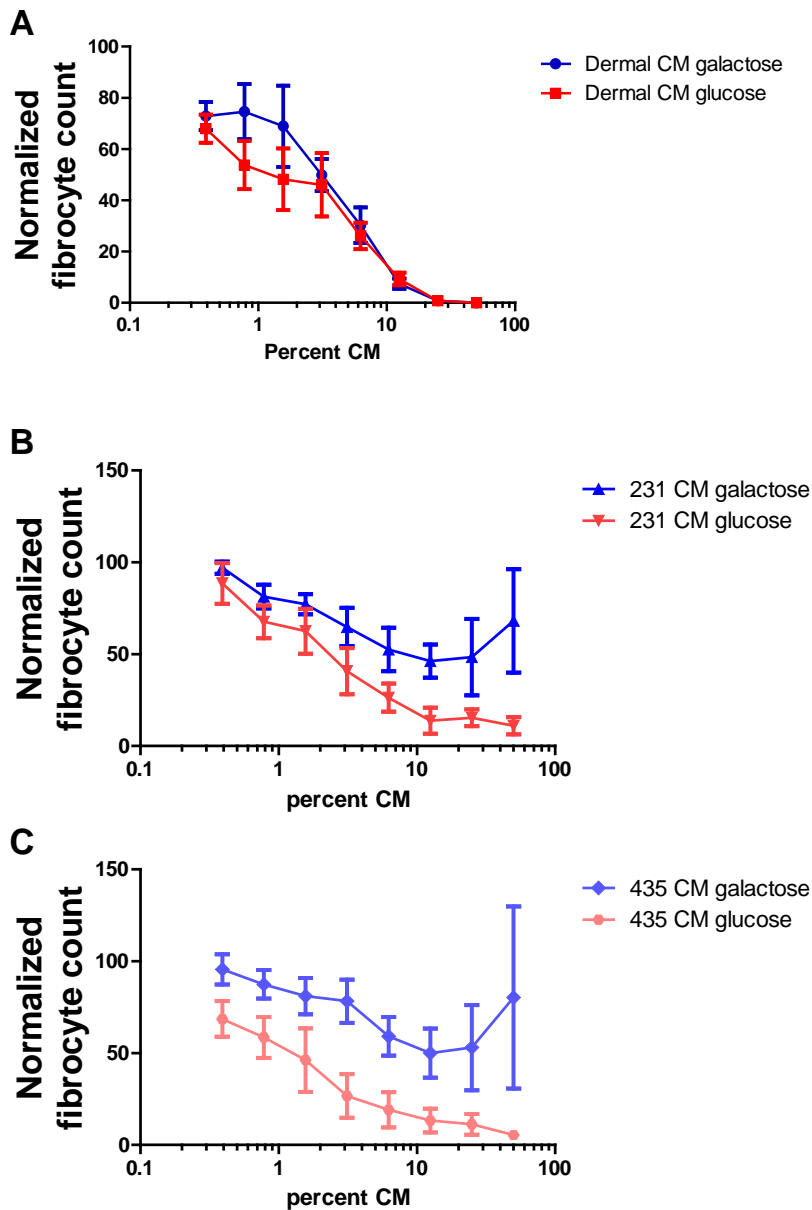 A
Normalized
fibrocyte count
100
80
60
40
20
0
0.1
1
10
100
Percent CM
Dermal CM galactose
Dermal CM glucose
B
Normalized
fibrocyte count
150
100
50
0
0.1
1
10
100
percent CM
231 CM galactose
231 CM glucose
C
Normalized
fibrocyte count
150
100
50
0
0.1
1
10
100
percent CM
435 CM galactose
435 CM glucose